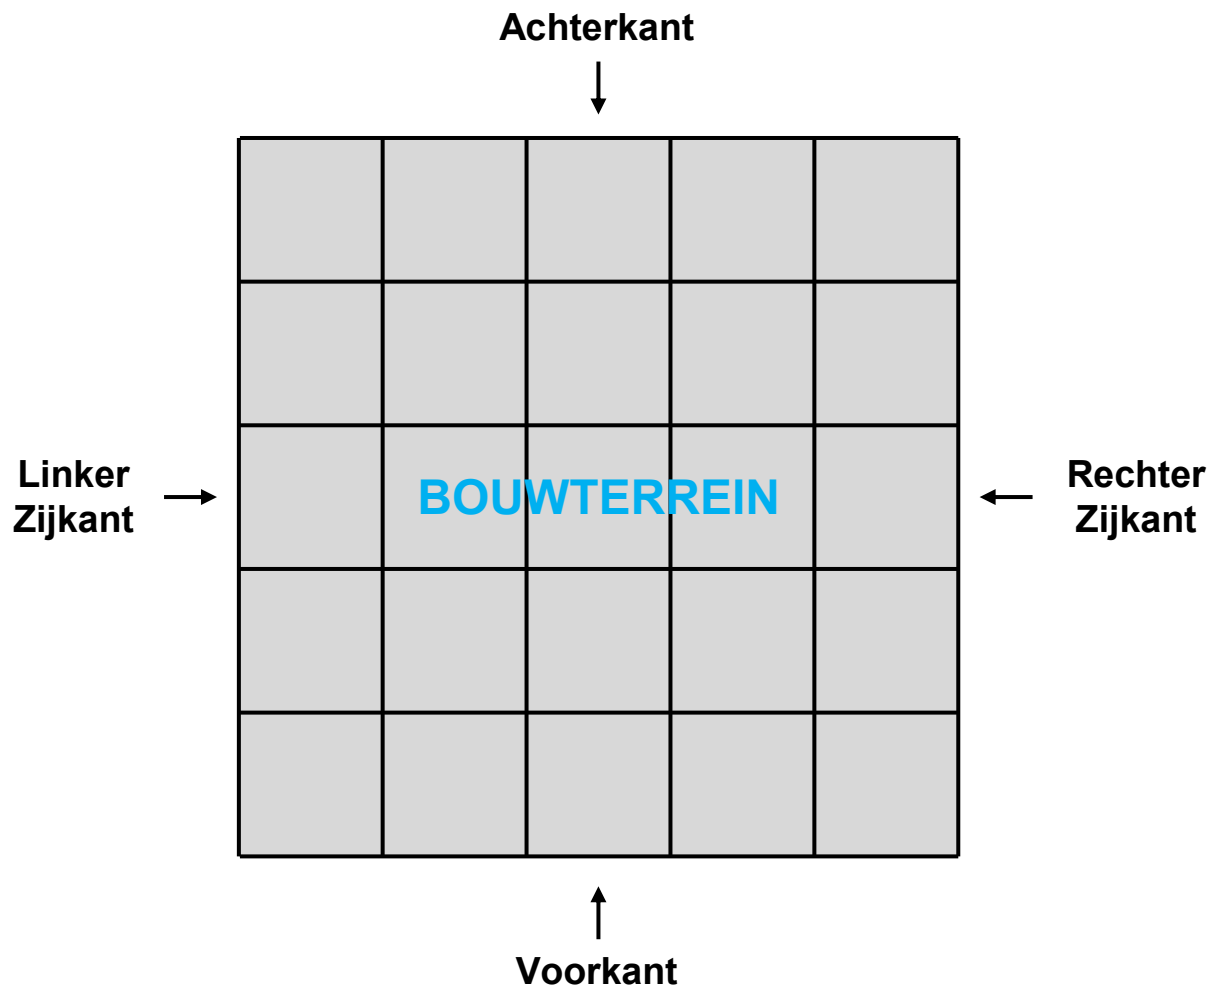 Achterkant
Linker
Zijkant
BOUWTERREIN
Rechter
Zijkant
Voorkant